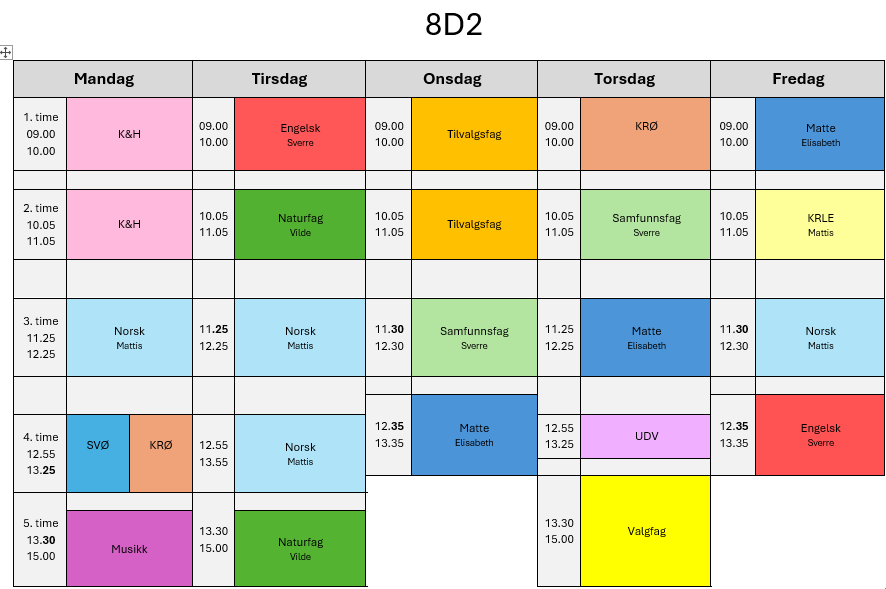 8D2
Mandag Tirsdag Onsdag Torsdag Fredag
1. time
09.00
10.00
K&H
09.00
10.00
Engelsk
Sverre
09.00
10.00
Tilvalgsfag
09.00
10.00
KRØ
09.00
10.00
Matte
Elisabeth
2. time
10.05
11.05
K&H
10.05
11.05
Naturfag
Vilde
10.05
11.05
Tilvalgsfag
10.05
11.05
Samfunnsfag
Sverre
10.05
11.05
KRLE
Mattis
3. time
11.25
12.25
Norsk
Mattis
11.25
12.25
Norsk
Mattis
11.30
12.30
Samfunnsfag
Sverre
11.25
12.25
Matte
Elisabeth
11.30
12.30
Norsk
Mattis
4. time
12.55
13.25
SVØ
KRØ
12.55
13.55
Norsk
Mattis
12.35
13.35
Matte
Elisabeth
12.55
13.25
UDV
12.35
13.35
Engelsk
Sverre
5. time
13.30
15.00
Musikk
13.30
15.00
Naturfag
Vilde
13.30
15.00
Valgfag